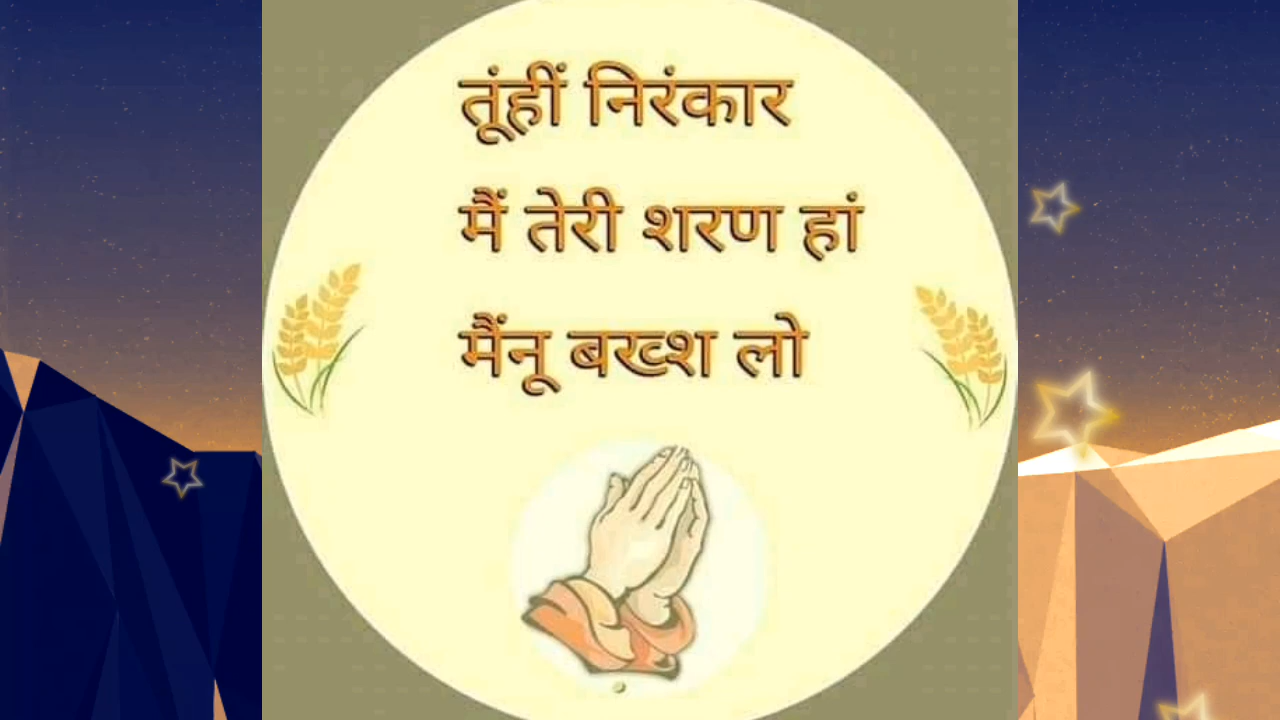 तूंहीं निरंकार
मैं तेरी शरण हां
मैंनू बख्श लो